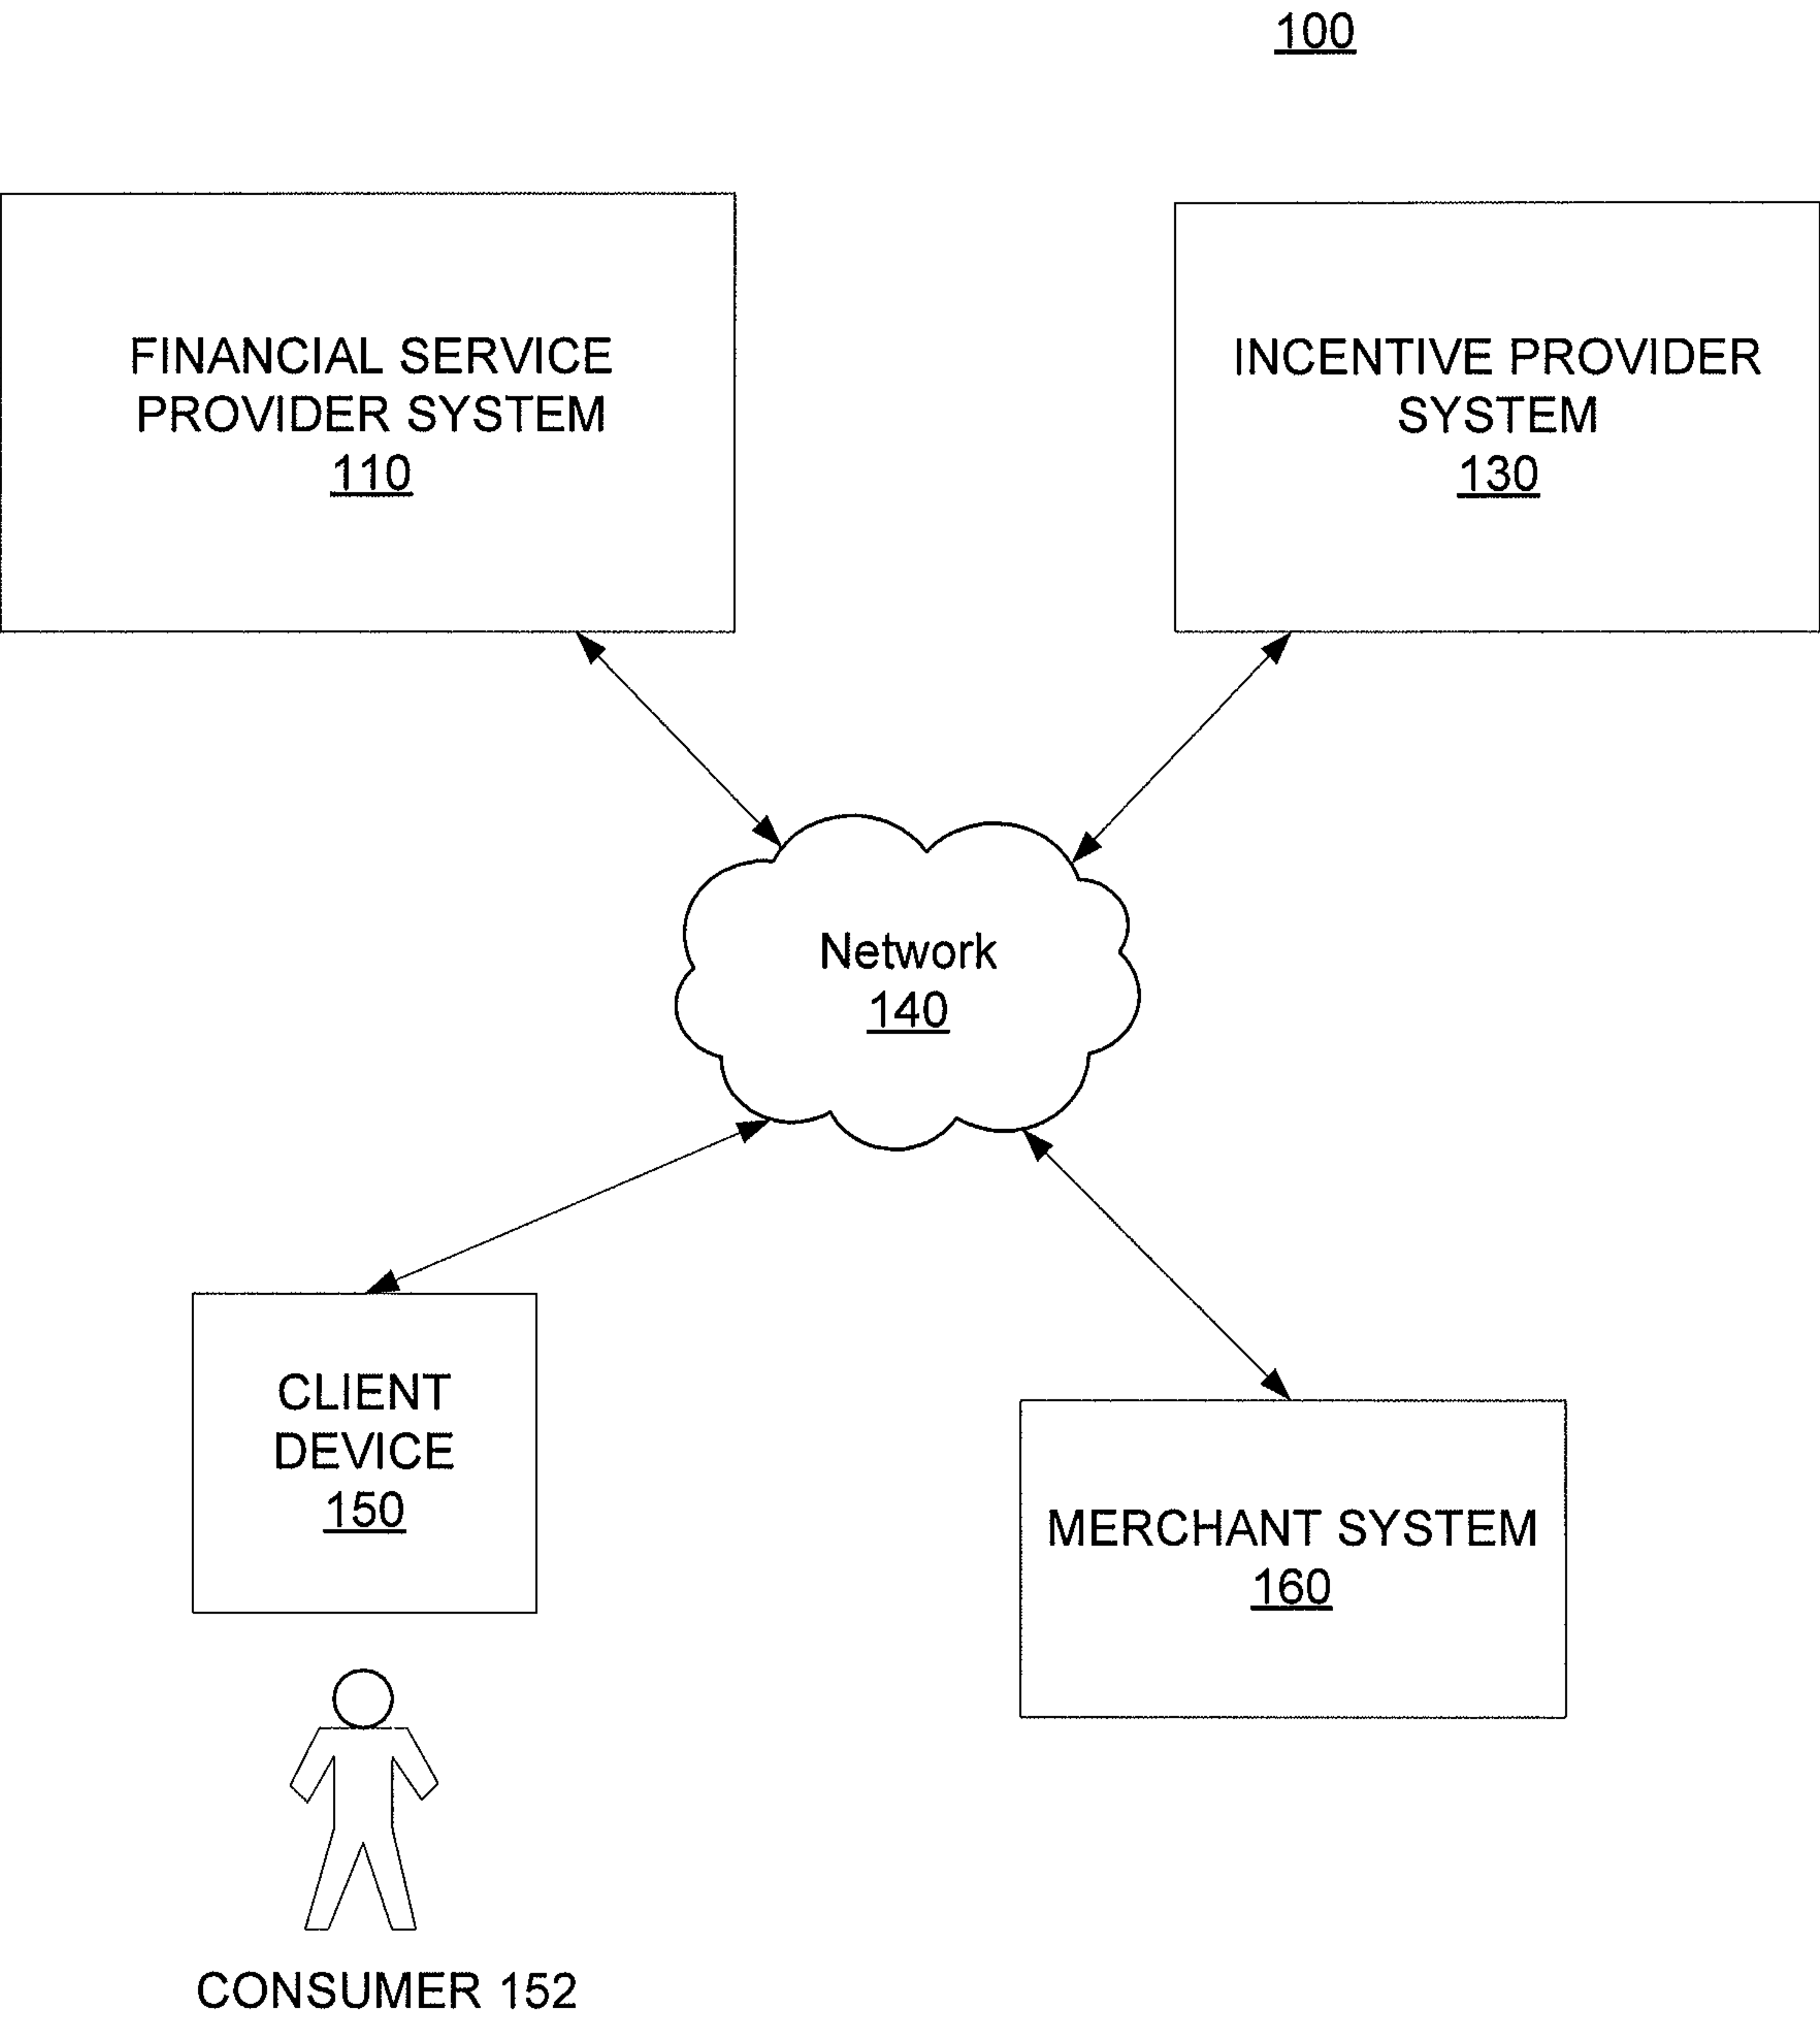 100
FINANCIAL SERVICE
PROVIDER SYSTEM
110
INCENTIVE PROVIDER
SYSTEM
130
Network
140
CLIENT
DEVICE
150
MERCHANT SYSTEM
160
CONSUMER 152